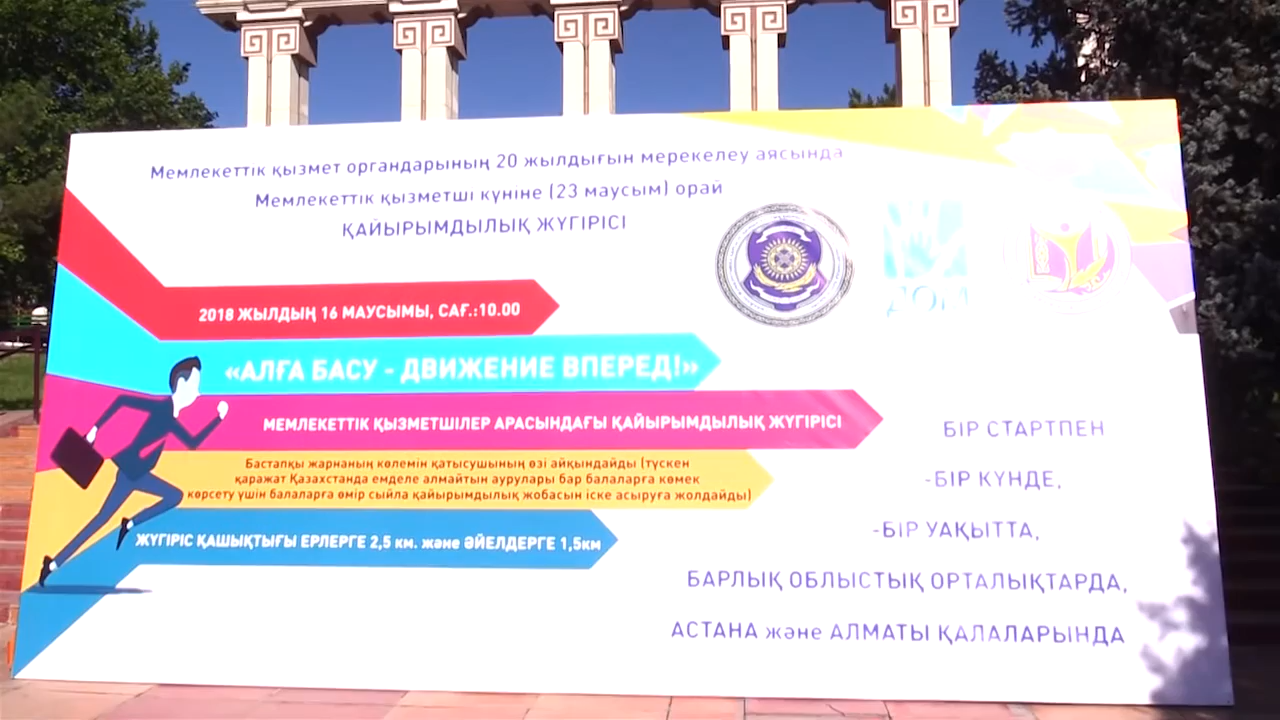 Мемлекеттік қызмет органдарының 20 жылдығын мерекелеу аясында
Мемлекеттік қызметші күніне (23 маусым) орай
ҚАЙЫРЫМДЫЛЫҚ ЖҮГІРІСІ
2018 ЖЫЛДЫҢ 16 МАУСЫМЫ, САҒ.:10.00
«АЛҒА БАСУ - ДВИЖЕНИЕ ВПЕРЕД!»
МЕМЛЕКЕТТІК ҚЫЗМЕТШІЛЕР АРАСЫНДАҒЫ ҚАЙЫРЫМДЫЛЫҚ ЖҮГІРІСІ
Бастапқы жарнаның көлемін қатысушының өзі айқындайды (түскен
қаражат Қазахстанда емделе алмайтын аурулары бар балаларға көмек
көрсету үшін балаларға өмір сыйла қайырымдылық жобасын іске асыруға жолдайды)
ЖҮГІРІС ҚАШЫҚТЫҒЫ ЕРЛЕРГЕ 2,5 км. және ӘЙЕЛДЕРГЕ 1,5км
БІР СТАРТПЕН
-БІР КҮНДЕ,
-БІР УАҚЫТТА,
БАРЛЫҚ ОБЛЫСТЫҚ ОРТАЛЫҚТАРДА,
АСТАНА және АЛМАТЫ ҚАЛАЛАРЫНДА